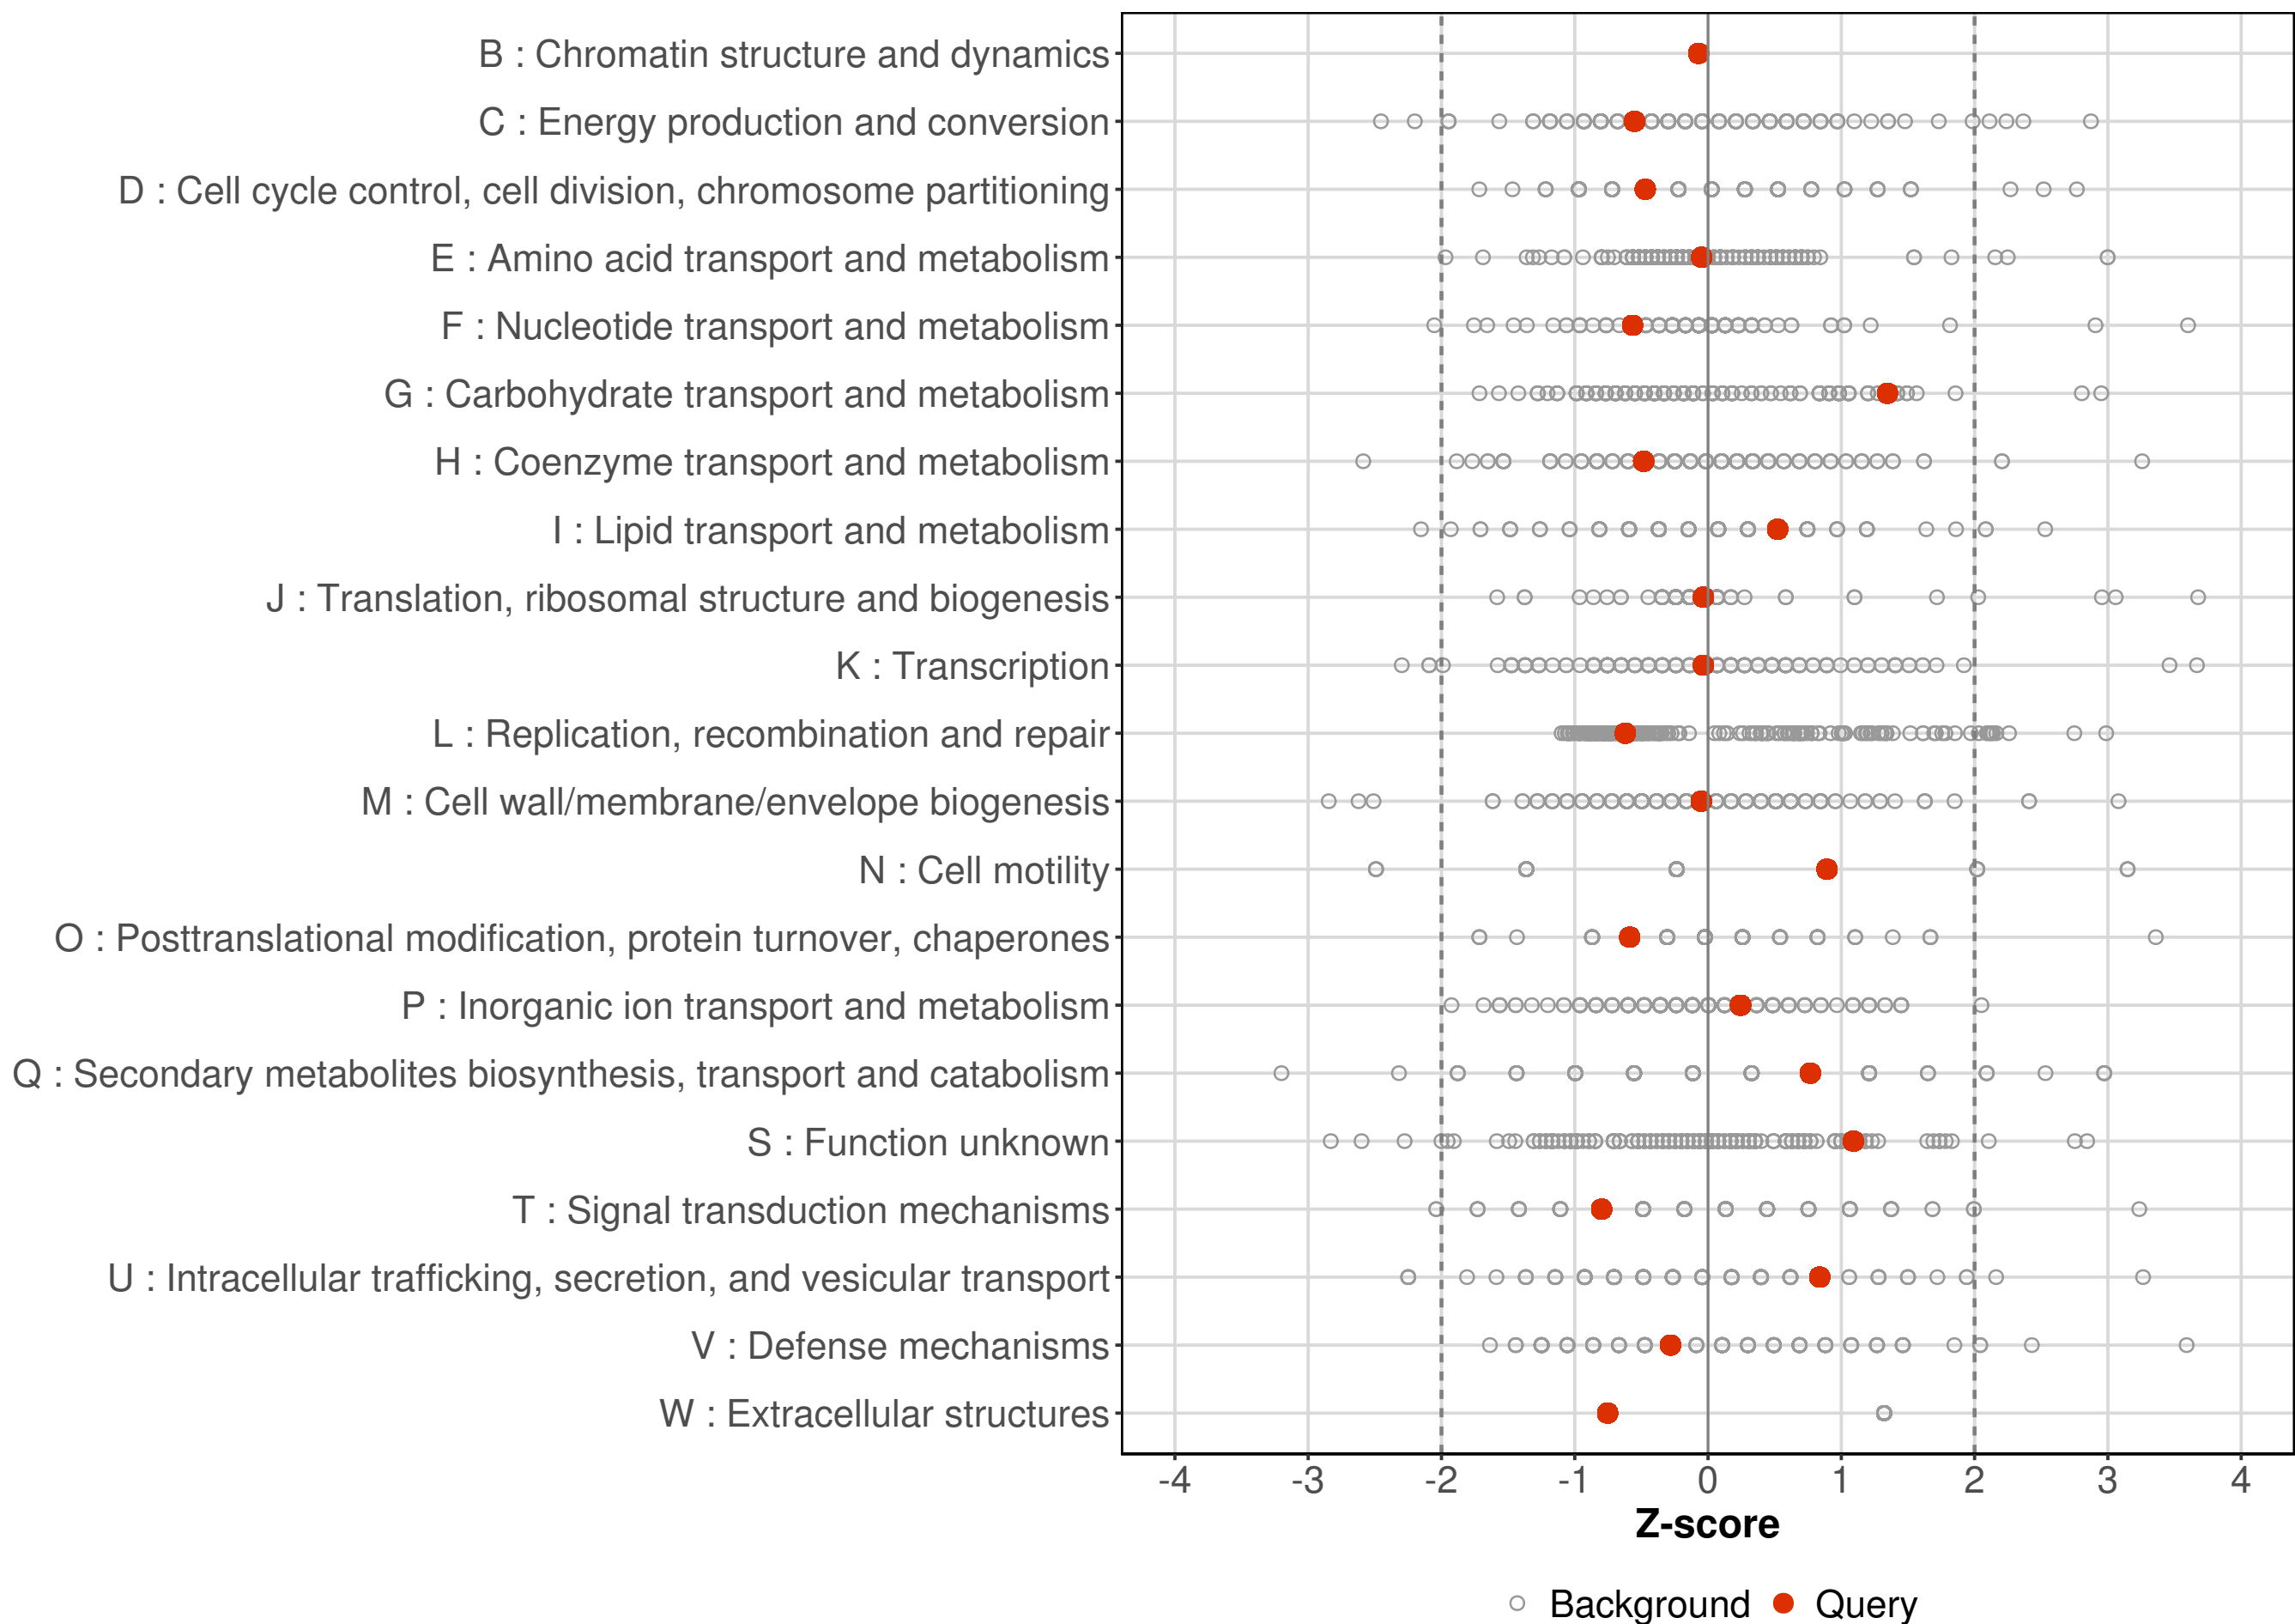 B : Chromatin structure and dynamics
C : Energy production and conversion
D : Cell cycle control, cell division, chromosome partitioning
E : Amino acid transport and metabolism
F : Nucleotide transport and metabolism
G : Carbohydrate transport and metabolism
H : Coenzyme transport and metabolism
I : Lipid transport and metabolism
J : Translation, ribosomal structure and biogenesis
K : Transcription
L : Replication, recombination and repair
M : Cell wall/membrane/envelope biogenesis
N : Cell motility
O : Posttranslational modification, protein turnover, chaperones
P : Inorganic ion transport and metabolism
Q : Secondary metabolites biosynthesis, transport and catabolism
S : Function unknown
T : Signal transduction mechanisms
U : Intracellular trafficking, secretion, and vesicular transport
V : Defense mechanisms
W : Extracellular structures
-4 -3 -2 -1 0 1 2 3 4
Z-score
Background Query